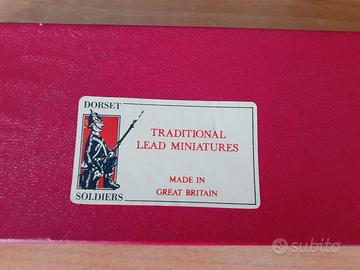 DORSET
SOLDIERS
TRADITIONAL
LEAD MINIATURES
MADE IN
GREAT BRITAIN
subito